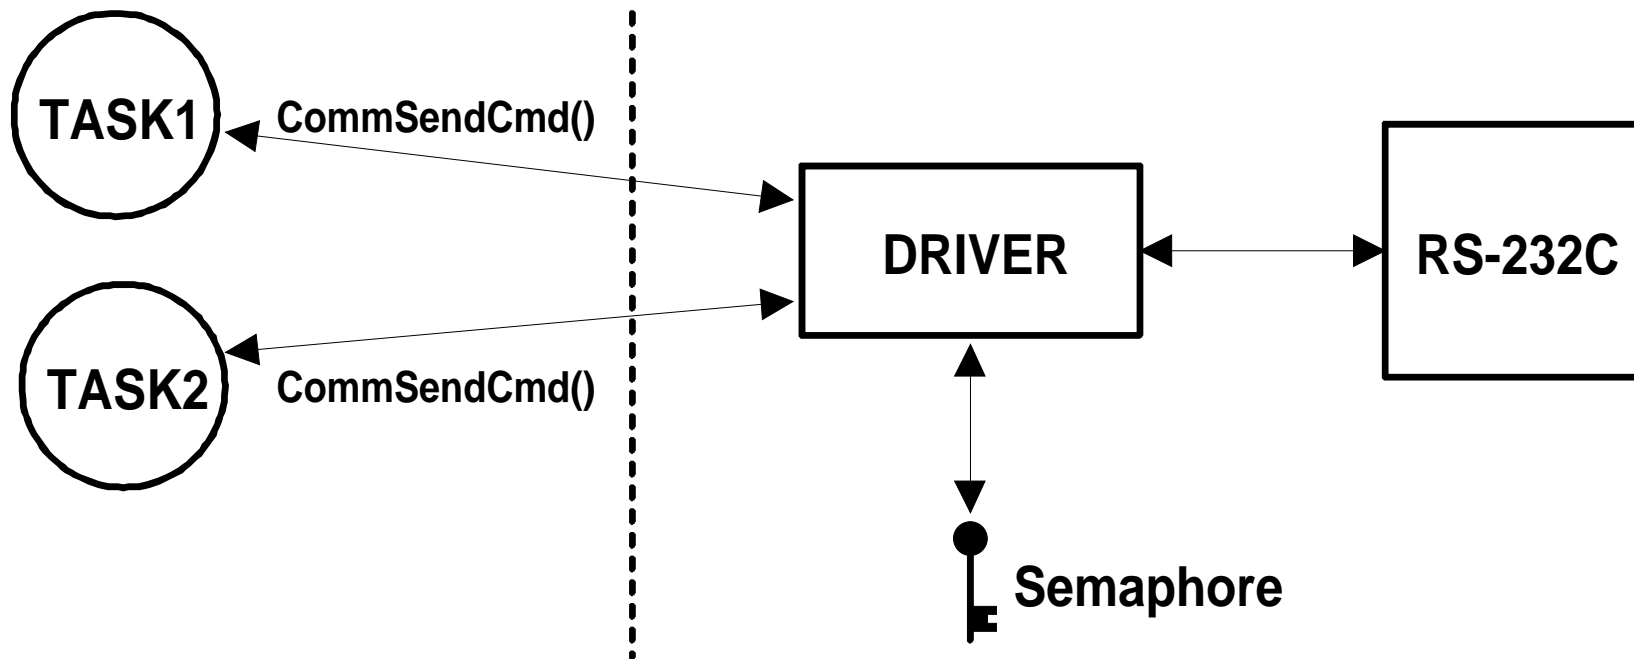 TASK1
CommSendCmd()
DRIVER
RS-232C
TASK2
CommSendCmd()
Semaphore